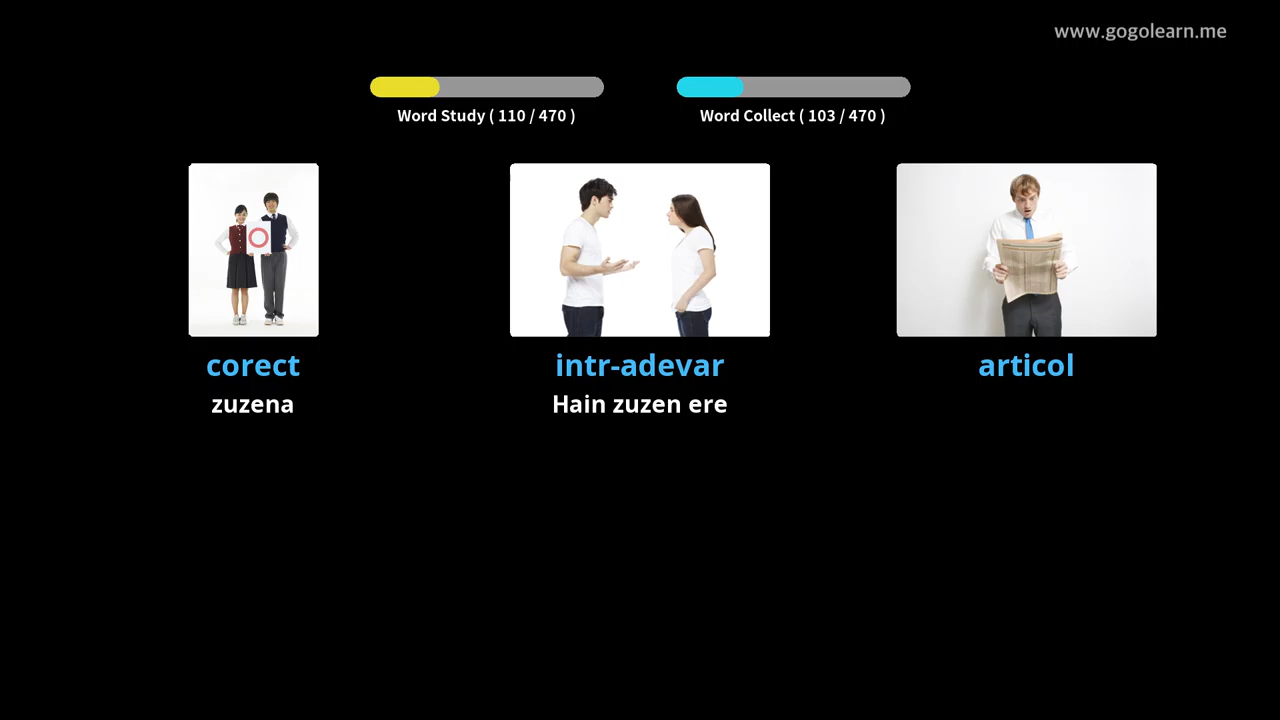 www.gogolearn.me
Word Study ( 110 / 470 )
Word Collect ( 103 / 470 )
corect
intr-adevar
articol
zuzena
Hain zuzen ere